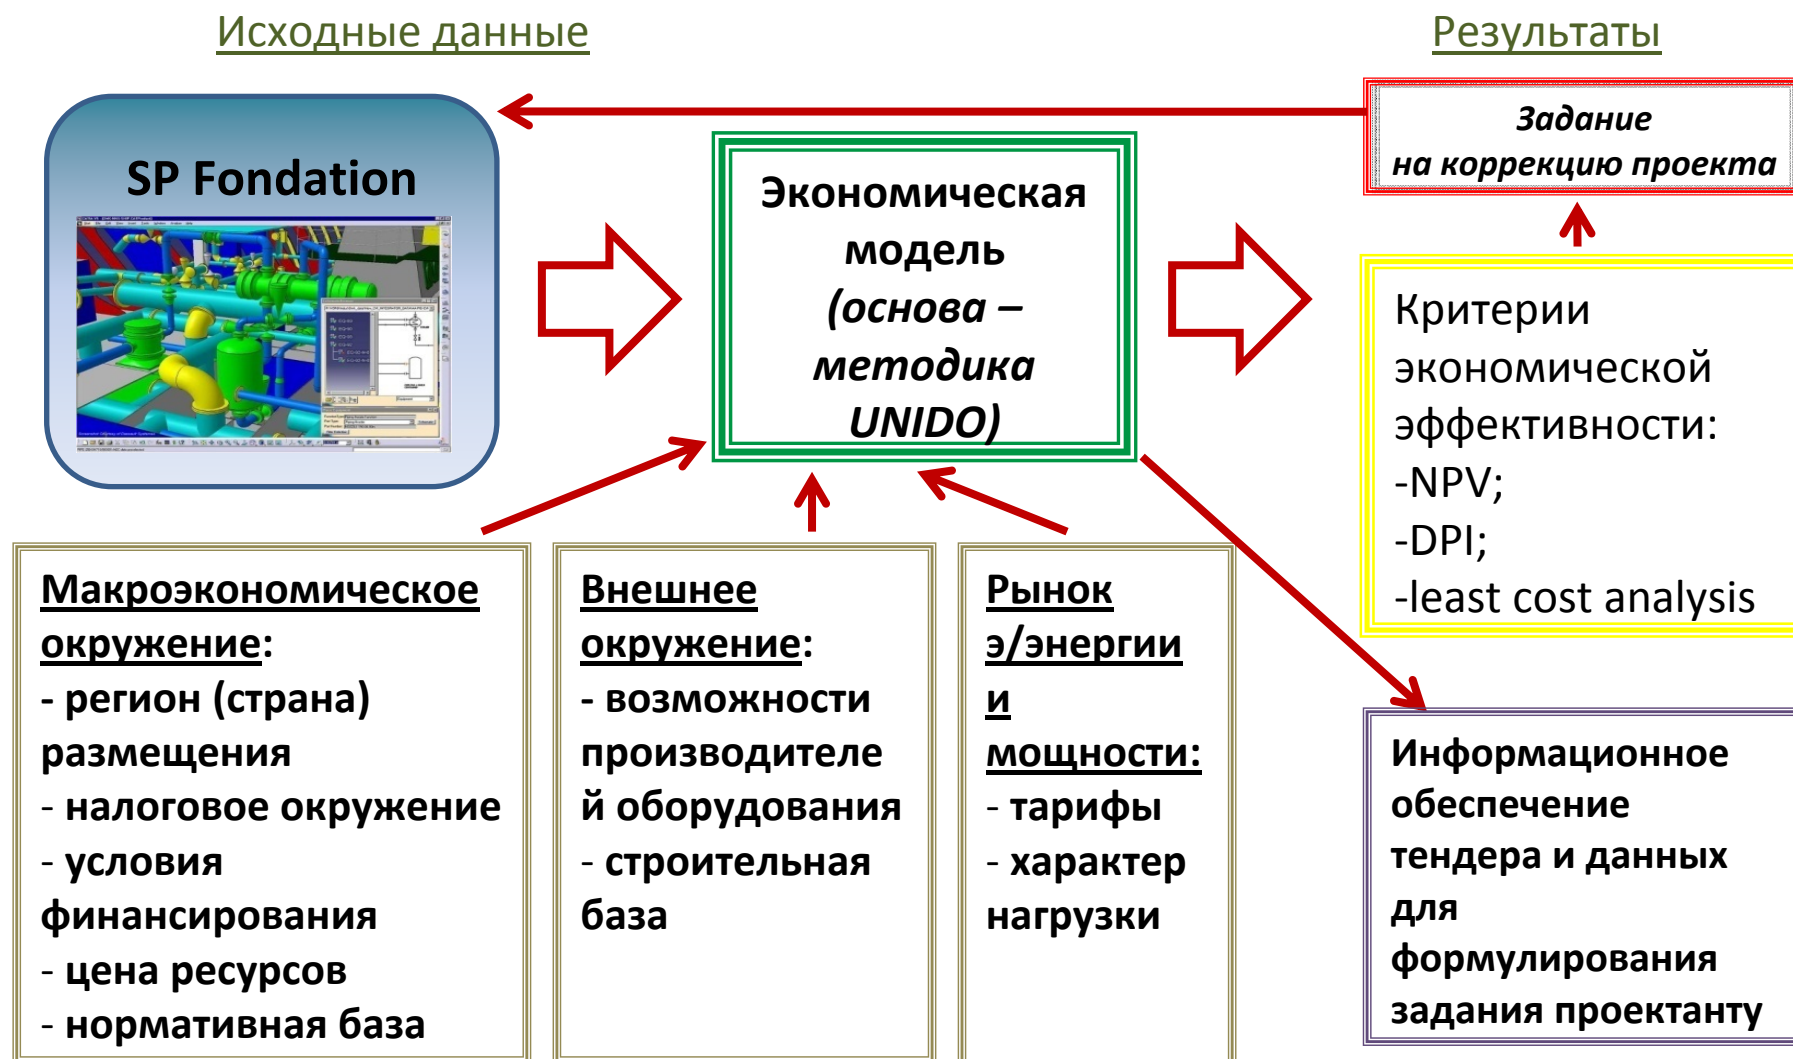 Исходные данные
Результаты
SP Fondation
Экономическая
модель
(основа –
методика
UNIDO)
Задание
на коррекцию проекта
Критерии
экономической
эффективности:
-NPV;
-DPI;
-least cost analysis
Макроэкономическое
окружение:
- регион (страна)
размещения
- налоговое окружение
- условия
финансирования
- цена ресурсов
- нормативная база
Внешнее
окружение:
- возможности
производителе
й оборудования
- строительная
база
Рынок
э/энергии
и
мощности:
- тарифы
- характер
нагрузки
Информационное
обеспечение
тендера и данных
для
формулирования
задания проектанту